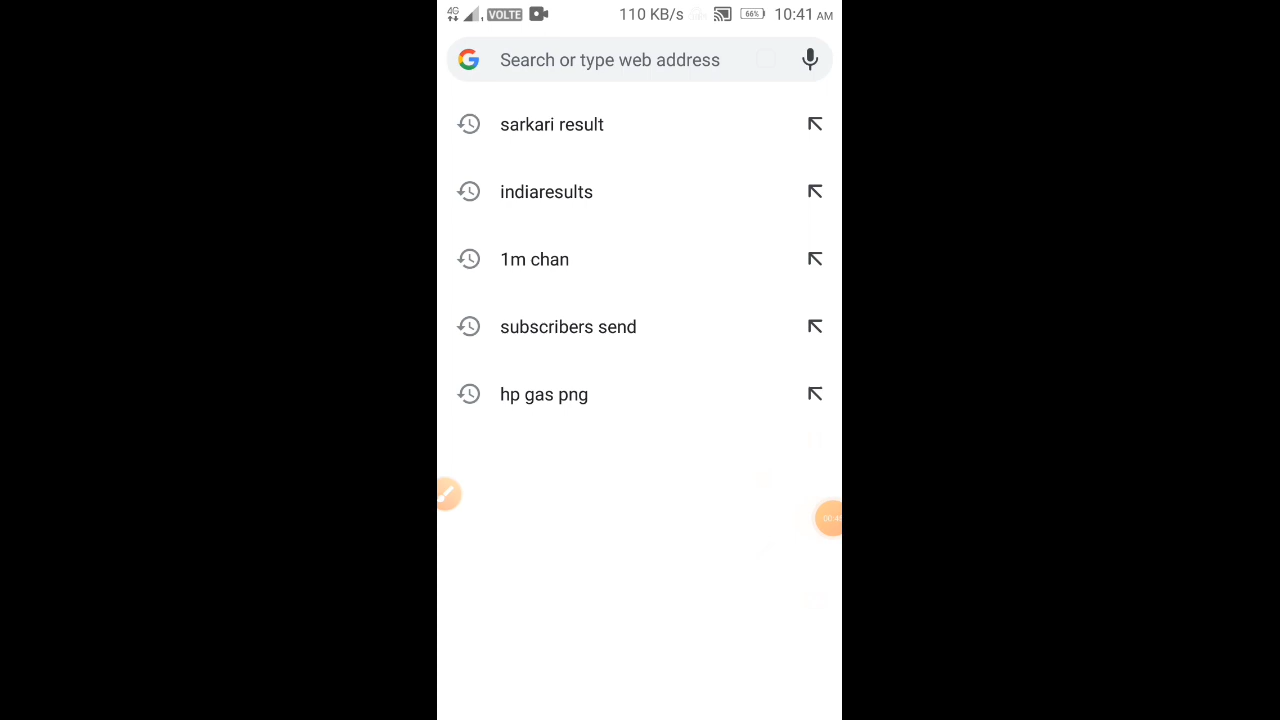 4G 1 VOLTE 110 KB/s 66% 10:41 AM
Search or type web address
sarkari result
indiaresults
1m chan
subscribers send
hp gas png